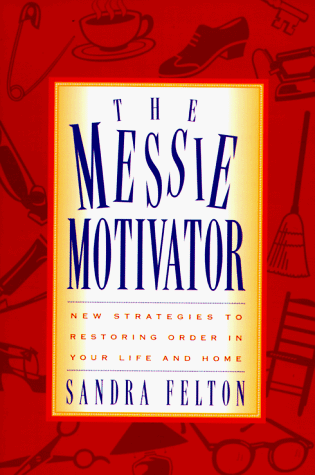 THE
MESSIE
MOTIVATOR
NEW STRATEGIES TO
RESTORING ORDER IN
YOUR LIFE AND HOME
SANDRA FELTON